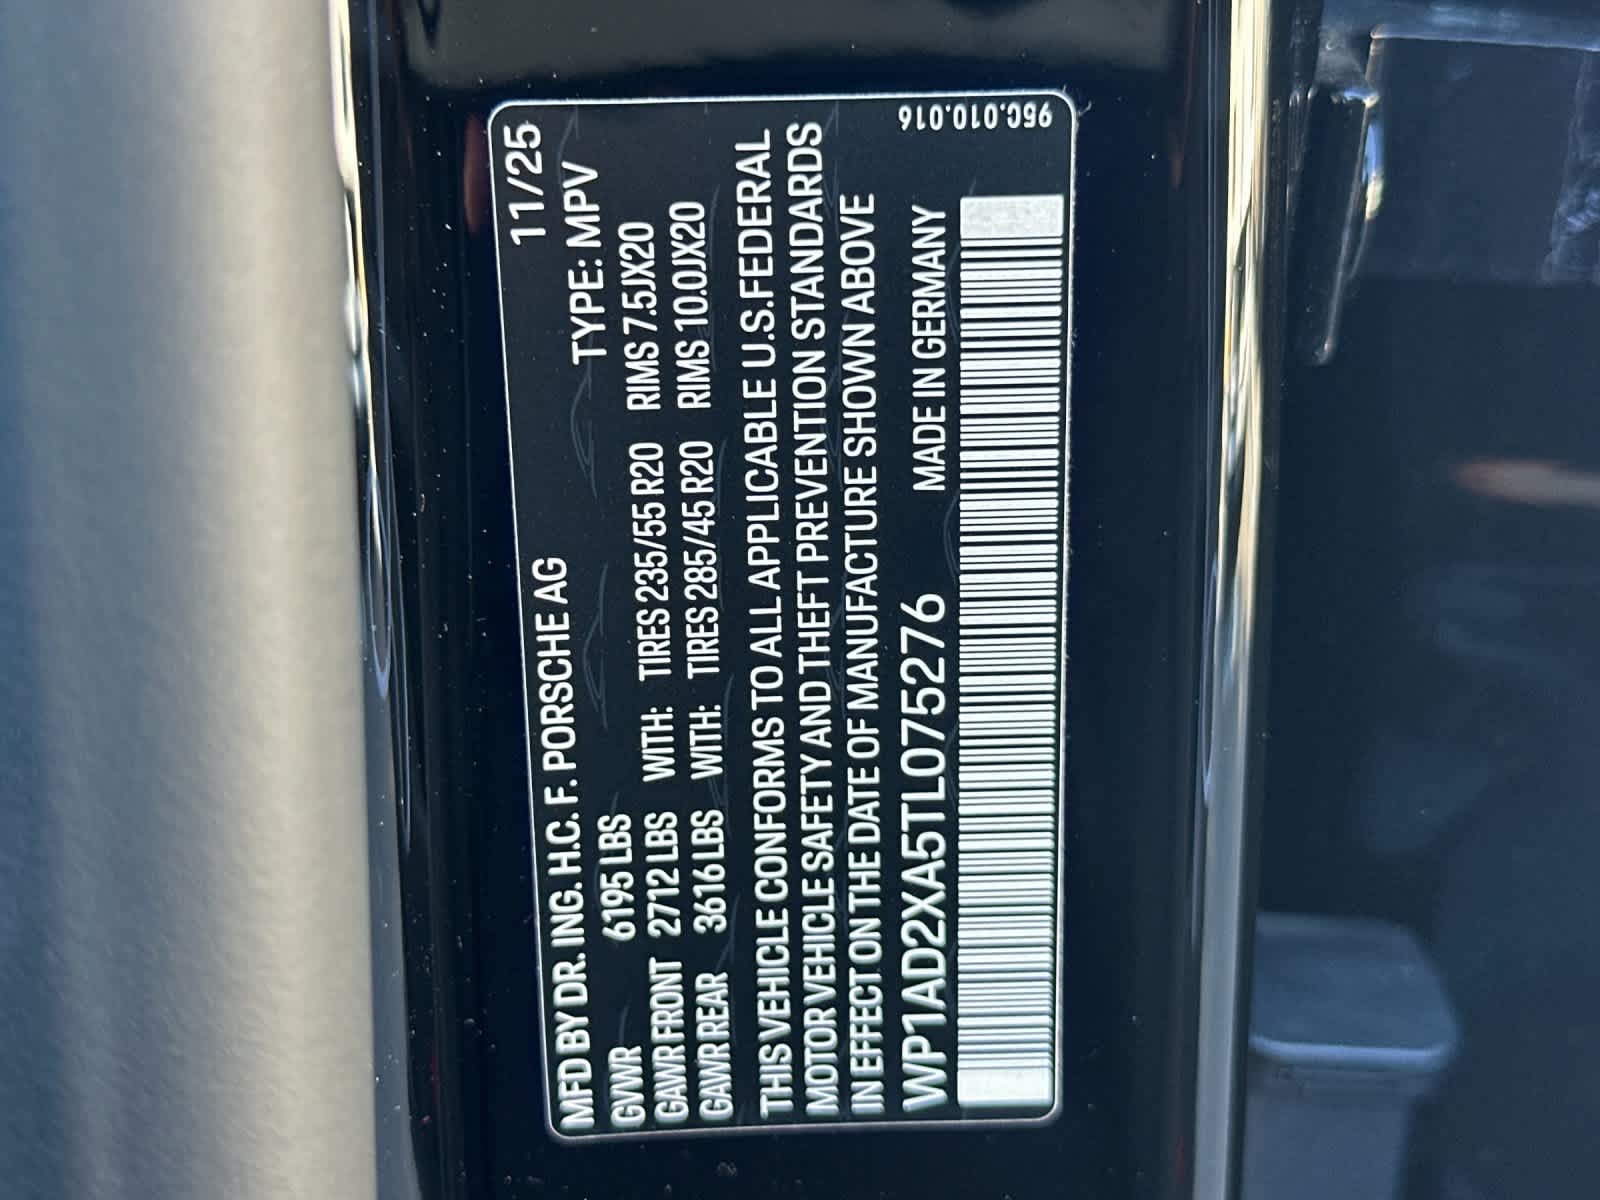 MFD BY DR. ING. H.C. F. PORSCHE AG 11/25
GVWR 6195 LBS TYPE: MPV
GAWR FRONT 2712 LBS WITH: TIRES 235/55 R20 RIMS 7.5JX20
GAWR REAR 3616 LBS WITH: TIRES 285/45 R20 RIMS 10.0JX20
THIS VEHICLE CONFORMS TO ALL APPLICABLE U.S.FEDERAL
MOTOR VEHICLE SAFETY AND THEFT PREVENTION STANDARDS
IN EFFECT ON THE DATE OF MANUFACTURE SHOWN ABOVE
WP1AD2XA5TL075276 MADE IN GERMANY
95C.010.016